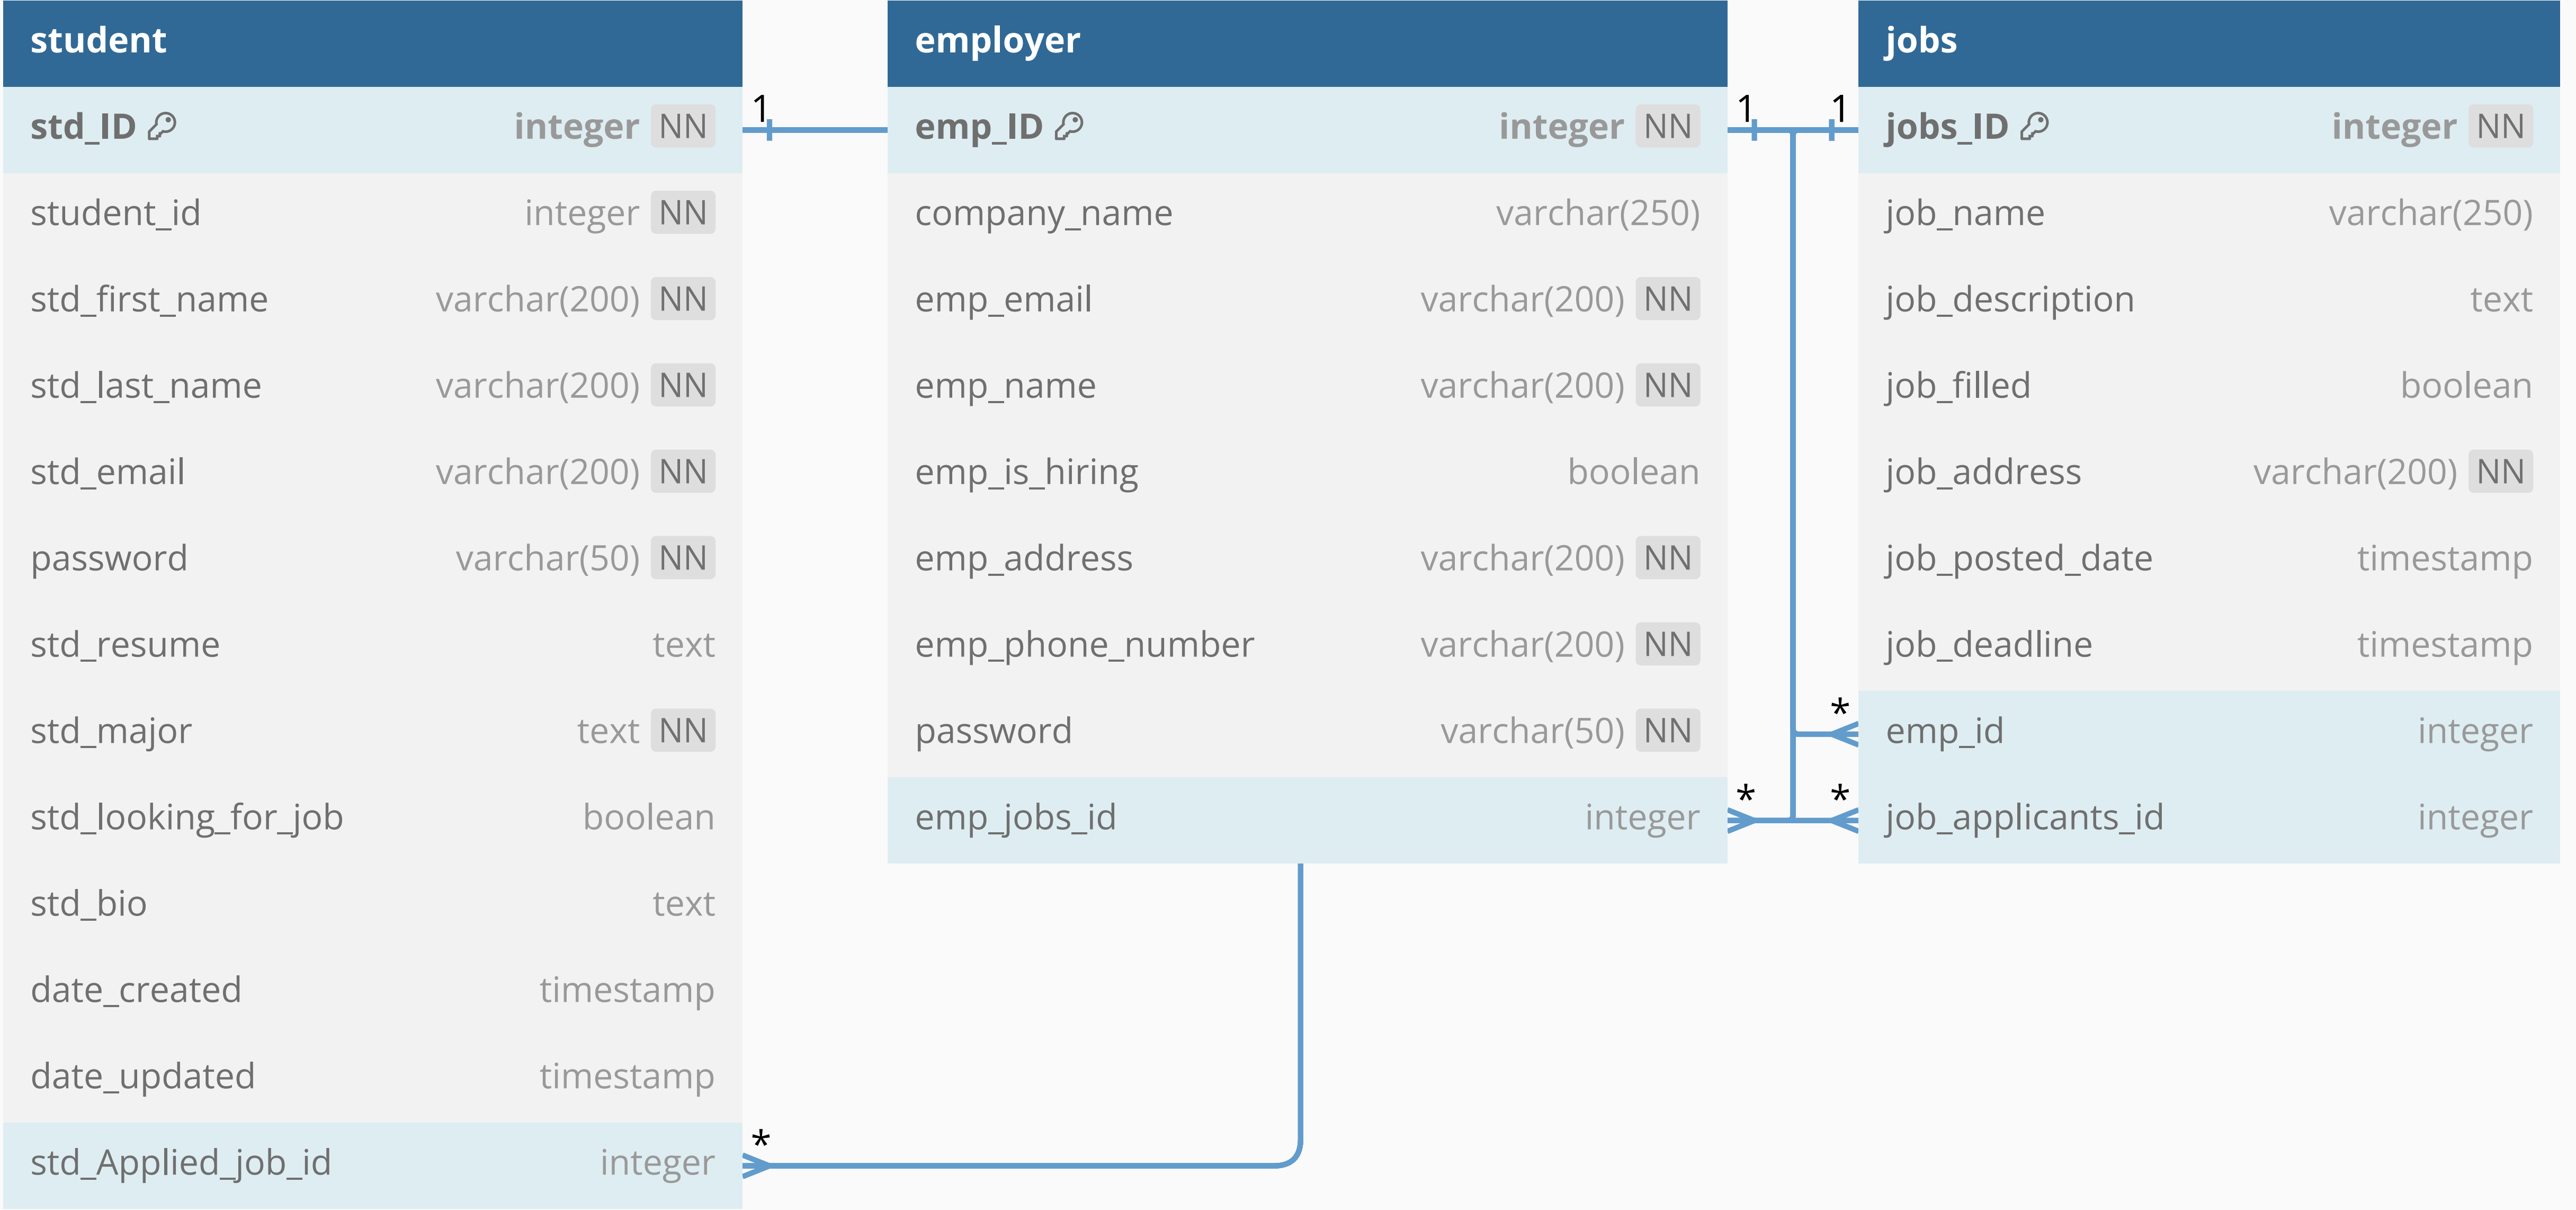 student
std_ID integer NN
student_id integer NN
std_first_name varchar(200) NN
std_last_name varchar(200) NN
std_email varchar(200) NN
password varchar(50) NN
std_resume text
std_major text NN
std_looking_for_job boolean
std_bio text
date_created timestamp
date_updated timestamp
std_Applied_job_id integer
1
*
employer
emp_ID integer NN
company_name varchar(250)
emp_email varchar(200) NN
emp_name varchar(200) NN
emp_is_hiring boolean
emp_address varchar(200) NN
emp_phone_number varchar(200) NN
password varchar(50) NN
emp_jobs_id integer
1 1
*
* *
jobs
jobs_ID integer NN
job_name varchar(250)
job_description text
job_filled boolean
job_address varchar(200) NN
job_posted_date timestamp
job_deadline timestamp
emp_id integer
job_applicants_id integer